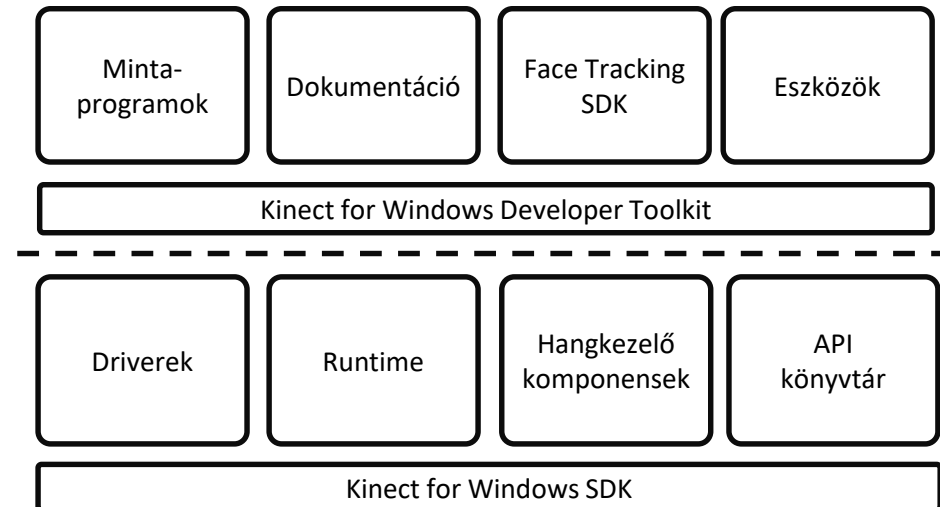 Minta-
programok
Dokumentáció
Face Tracking
SDK
Eszközök
Kinect for Windows Developer Toolkit
Driverek
Runtime
Hangkezelő
komponensek
API
könyvtár
Kinect for Windows SDK